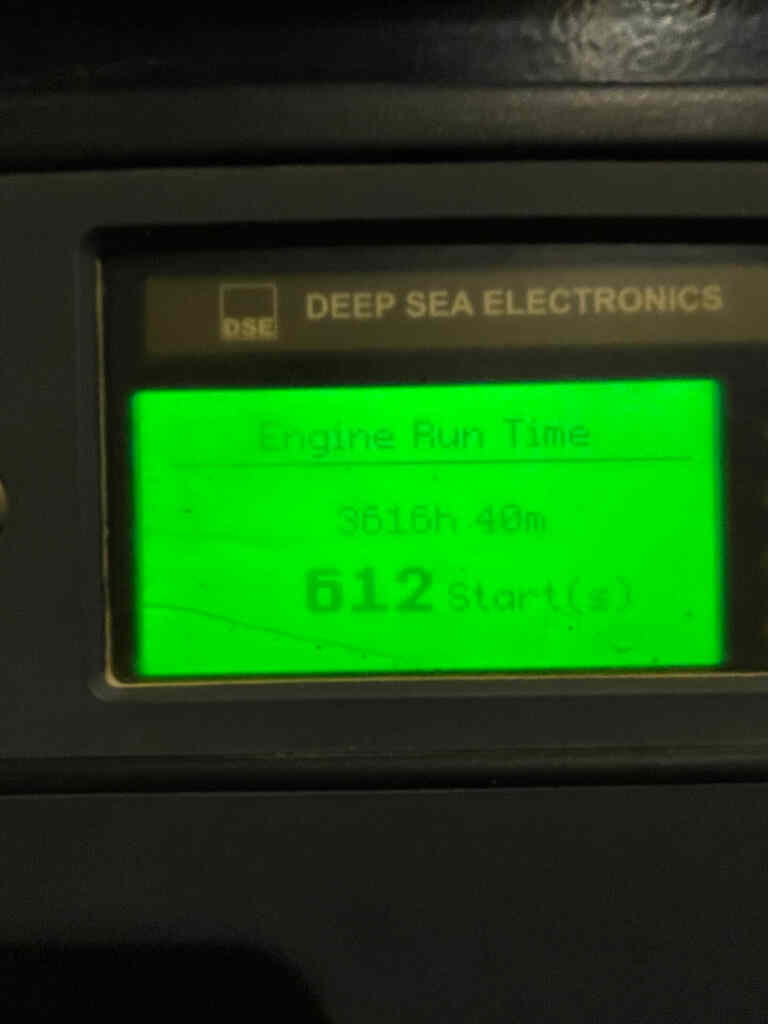 DSE DEEP SEA ELECTRONICS
Engine Run Time
3616h 40m
612 Start(s)